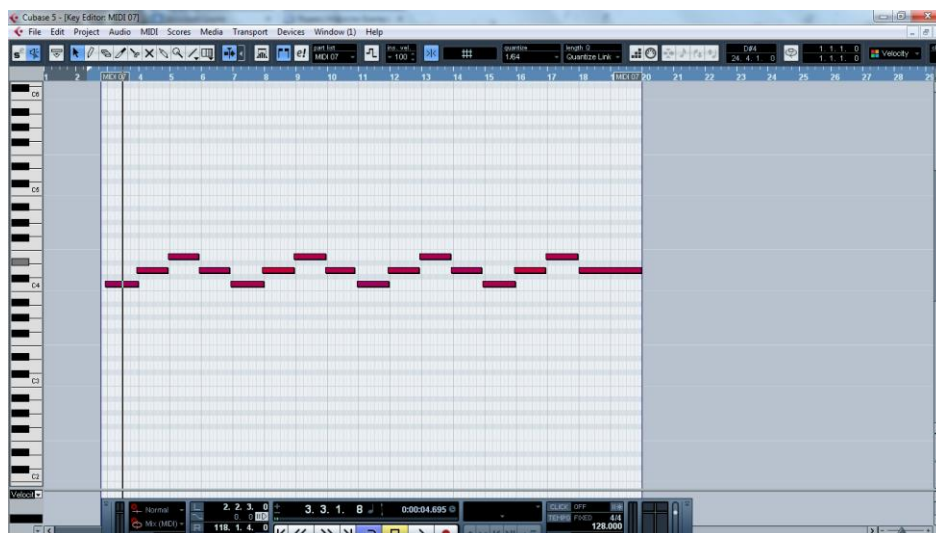 Cubase 5 - [Key Editor: MIDI 07]
File Edit Project Audio MIDI Scores Media Transport Devices Window (1) Help
part list ins. vel. quantize length Q D#4 1. 1. 1. 0
MIDI 07 100 1/64 Quantize Link 24. 4. 1. 0 1. 1. 1. 0 Velocity
1 2 MIDI 07 4 5 6 7 8 9 10 11 12 13 14 15 16 17 18 MIDI 07 20 21 22 23 24 25 26 27 28 29
C6
C5
C4
C3
C2
Velocit
Normal L 2. 2. 3. 0 3. 3. 1. 8 0:00:04.695 CLICK OFF
Mix (MIDI) R 118. 1. 4. 0 TEMPO FIXED 4/4
128.000